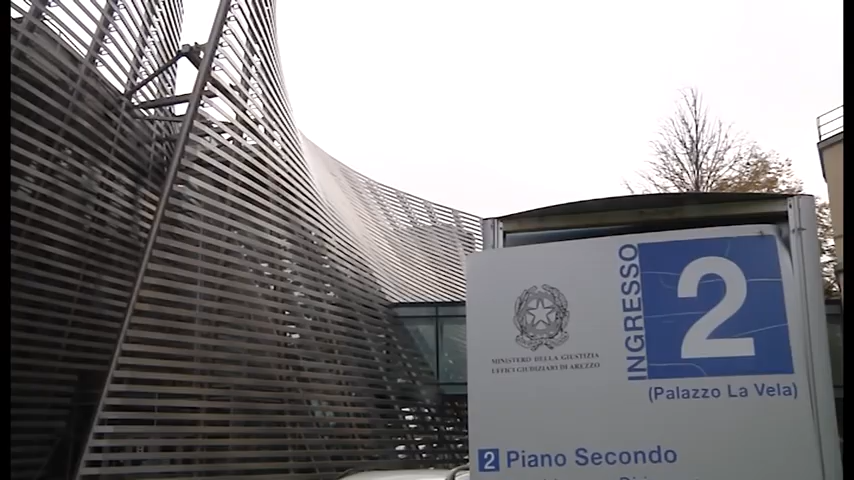 INGRESSO
2
MINISTERO DELLA GIUSTIZIA
UFFICI GIUDIZIARI DI AREZZO
(Palazzo La Vela)
2 Piano Secondo